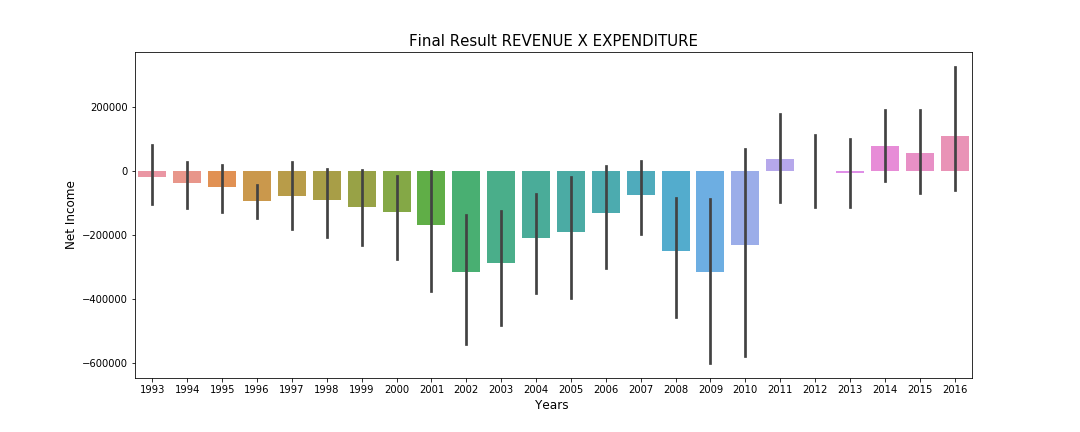 Final Result REVENUE X EXPENDITURE
Net Income
200000
0
−200000
−400000
−600000
1993 1994 1995 1996 1997 1998 1999 2000 2001 2002 2003 2004 2005 2006 2007 2008 2009 2010 2011 2012 2013 2014 2015 2016
Years